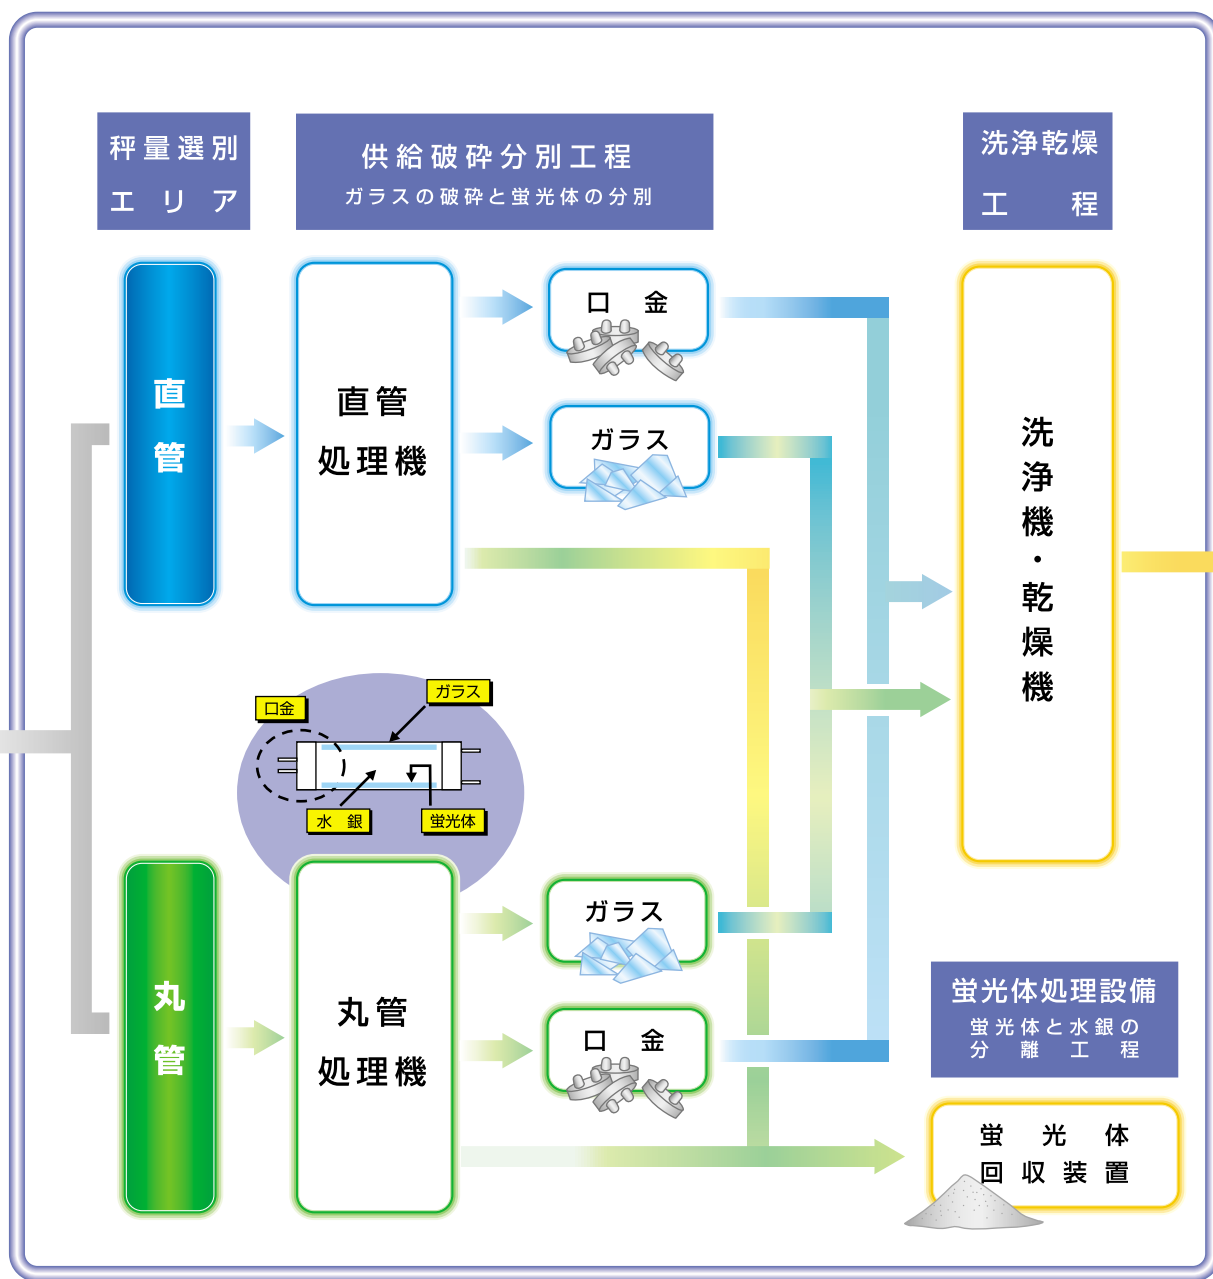 秤量選別
エリア
供給破砕分別工程
ガラスの破砕と蛍光体の分別
洗浄乾燥
工程
直管
直管
処理機
口金
ガラス
洗浄機・乾燥機
口金
ガラス
水銀
蛍光体
丸管
丸管
処理機
ガラス
口金
蛍光体処理設備
蛍光体と水銀の
分離工程
蛍光体
回収装置